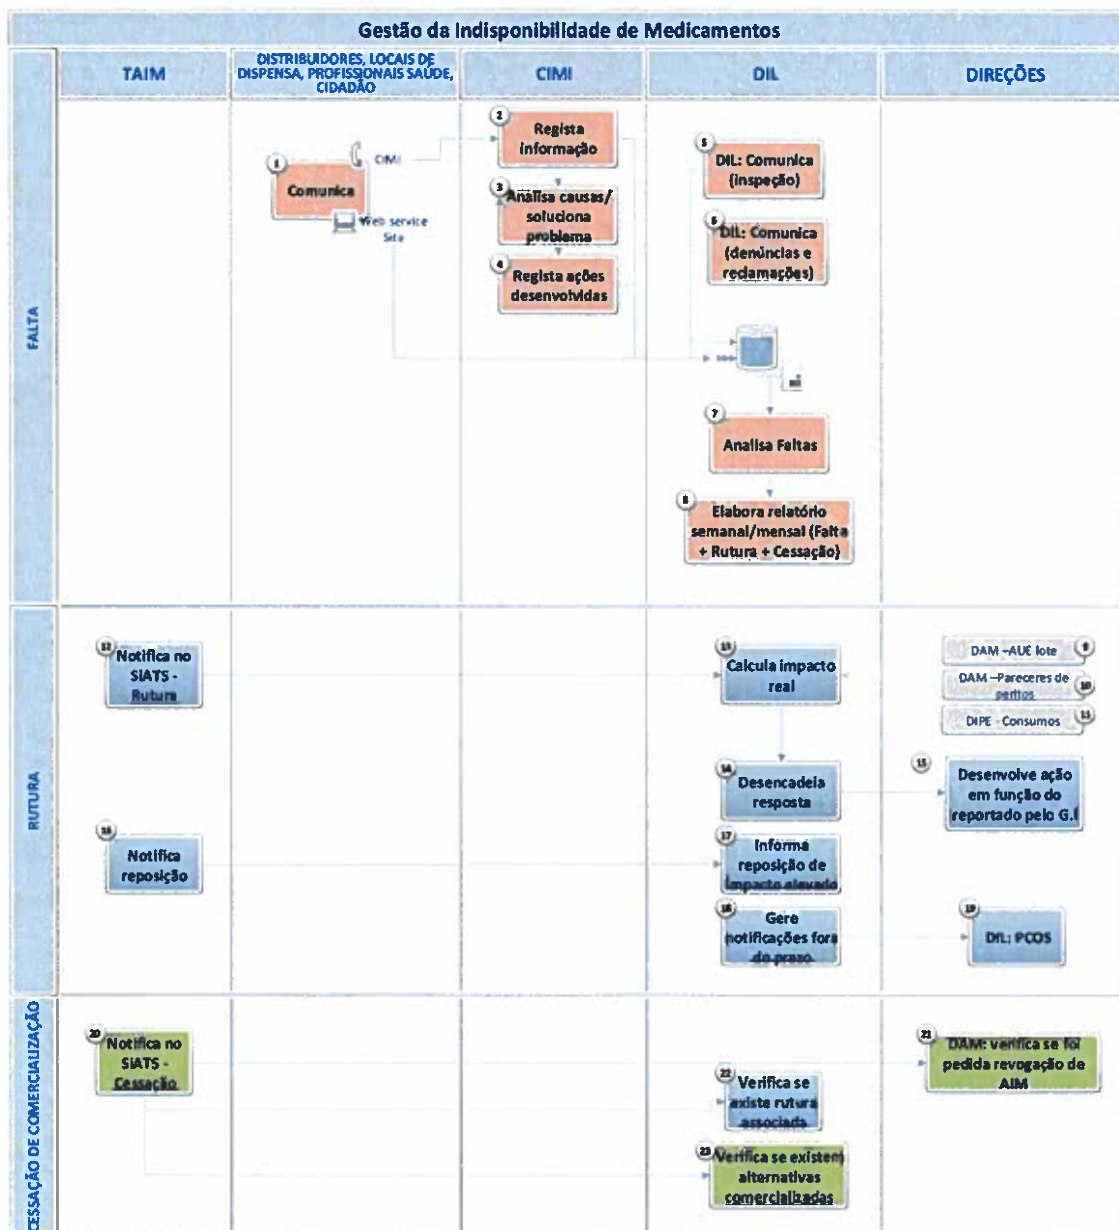 Gestão da Indisponibilidade de Medicamentos
TAIM
DISTRIBUIDORES, LOCAIS DE
DISPENSA, PROFISSIONAIS SAÚDE,
CIDADÃO
CIMI
DIL
DIREÇÕES
FALTA
1
Comunica
CIMI
Web service
Site
2
Regista
informação
3
Analisa causas/
soluciona
problema
4
Regista ações
desenvolvidas
5
DIL: Comunica
(inspeção)
6
DIL: Comunica
(denúncias e
reclamações)
7
Analisa Faltas
8
Elabora relatório
semanal/mensal (Falta
+ Rutura + Cessação)
RUTURA
12
Notifica no
SIATS -
Rutura
13
Calcula impacto
real
DAM –AUE lote
9
DAM –Pareceres de
peritos
10
DIPE - Consumos
11
14
Desencadeia
resposta
15
Desenvolve ação
em função do
reportado pelo G.I
16
Notifica
reposição
17
Informa
reposição de
impacto elevado
18
Gere
notificações fora
do prazo
19
DIL: PCOS
CESSAÇÃO DE COMERCIALIZAÇÃO
20
Notifica no
SIATS -
Cessação
21
DAM: verifica se foi
pedida revogação de
AIM
22
Verifica se
existe rutura
associada
23
Verifica se existem
alternativas
comercializadas